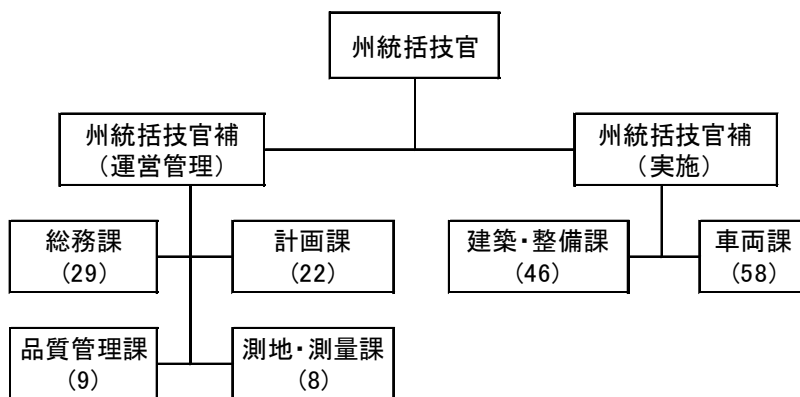 州統括技官
州統括技官補
（運営管理）
州統括技官補
（実施）
総務課
(29)
計画課
(22)
建築・整備課
(46)
車両課
(58)
品質管理課
(9)
測地・測量課
(8)